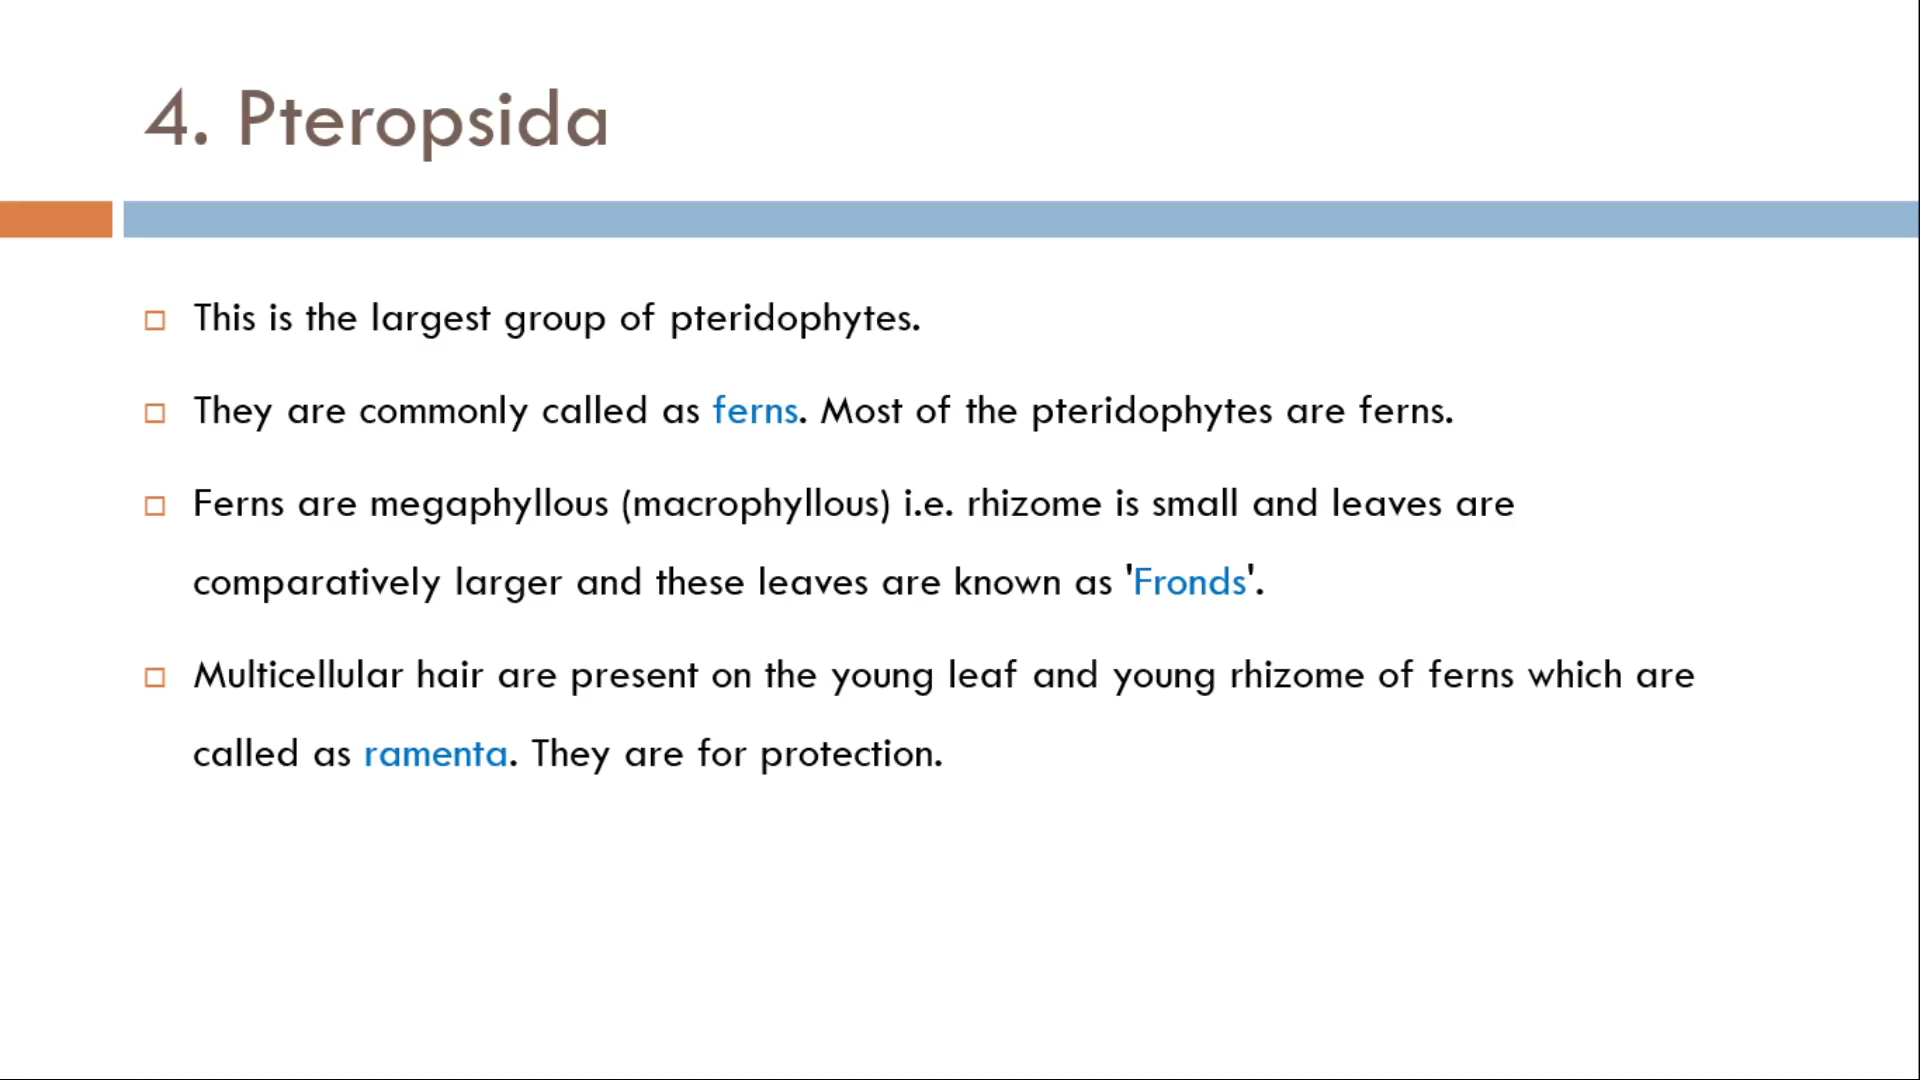 4. Pteropsida
This is the largest group of pteridophytes.
They are commonly called as ferns. Most of the pteridophytes are ferns.
Ferns are megaphyllous (macrophyllous) i.e. rhizome is small and leaves are
comparatively larger and these leaves are known as 'Fronds'.
Multicellular hair are present on the young leaf and young rhizome of ferns which are
called as ramenta. They are for protection.